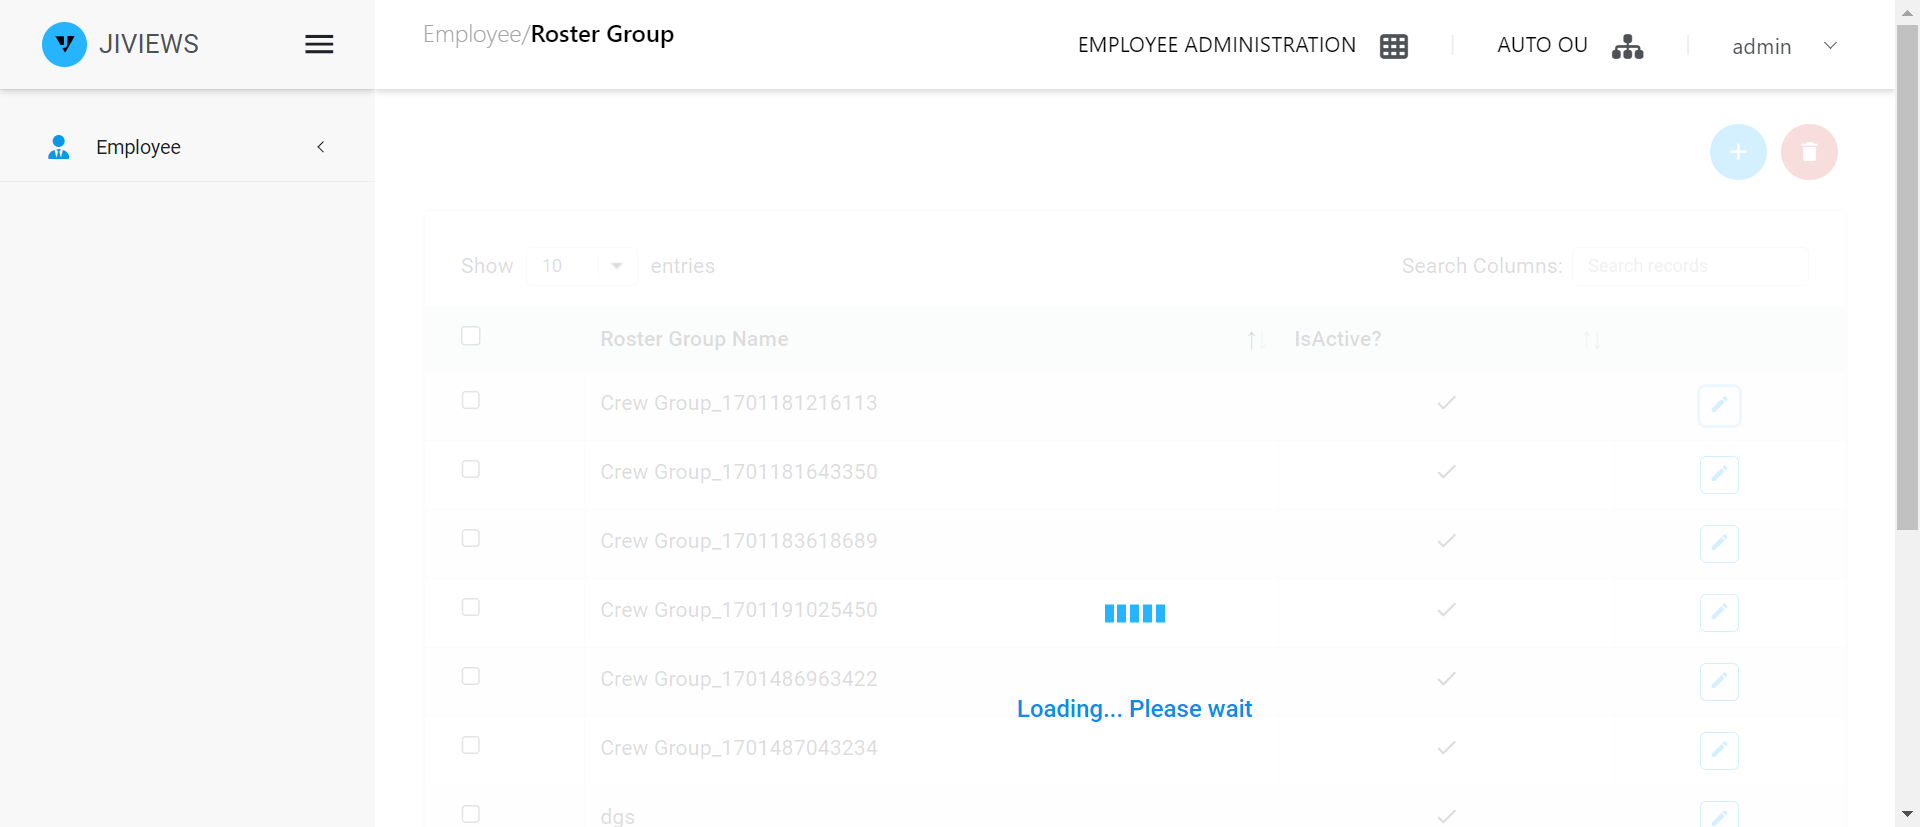 JIVIEWS
Employee/Roster Group
EMPLOYEE ADMINISTRATION
AUTO OU
admin
Employee
Show 10 entries
Search Columns: Search records
Roster Group Name
IsActive?
Crew Group_1701181216113
Crew Group_1701181643350
Crew Group_1701183618689
Crew Group_1701191025450
Crew Group_1701486963422
Loading... Please wait
Crew Group_1701487043234
dgs